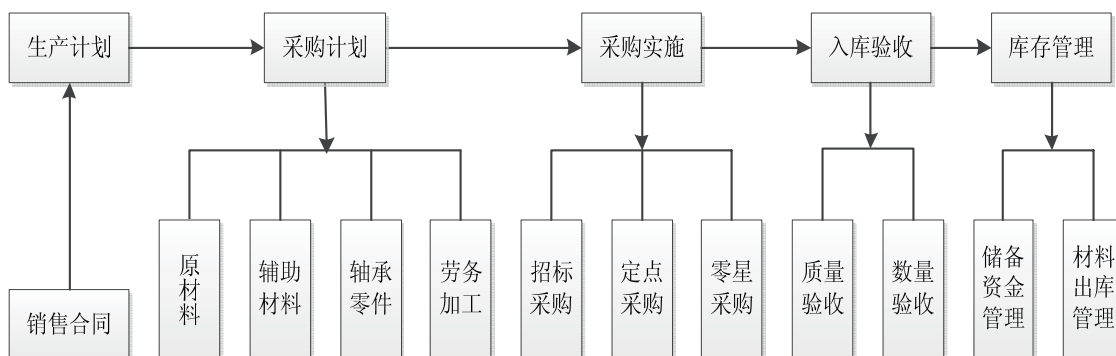 生产计划
采购计划
采购实施
入库验收
库存管理
原
材
料
辅助
材料
轴承
零件
劳务
加工
招标
采购
定点
采购
零星
采购
质量
验收
数量
验收
储备
资金
管理
材料
出库
管理
销售合同